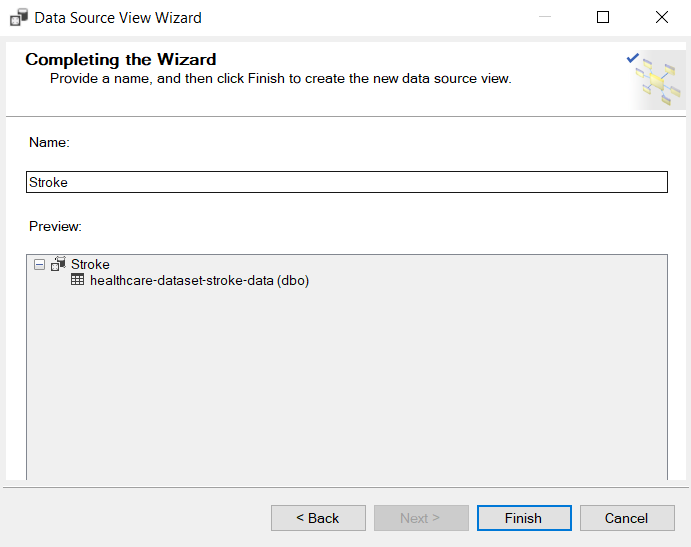 Data Source View Wizard
Completing the Wizard
Provide a name, and then click Finish to create the new data source view.
Name:
Stroke
Preview:
Stroke
healthcare-dataset-stroke-data (dbo)
< Back
Next >
Finish
Cancel